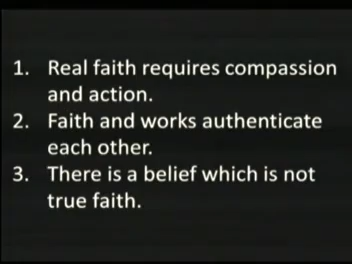 1. Real faith requires compassion
and action.
2. Faith and works authenticate
each other.
3. There is a belief which is not
true faith.